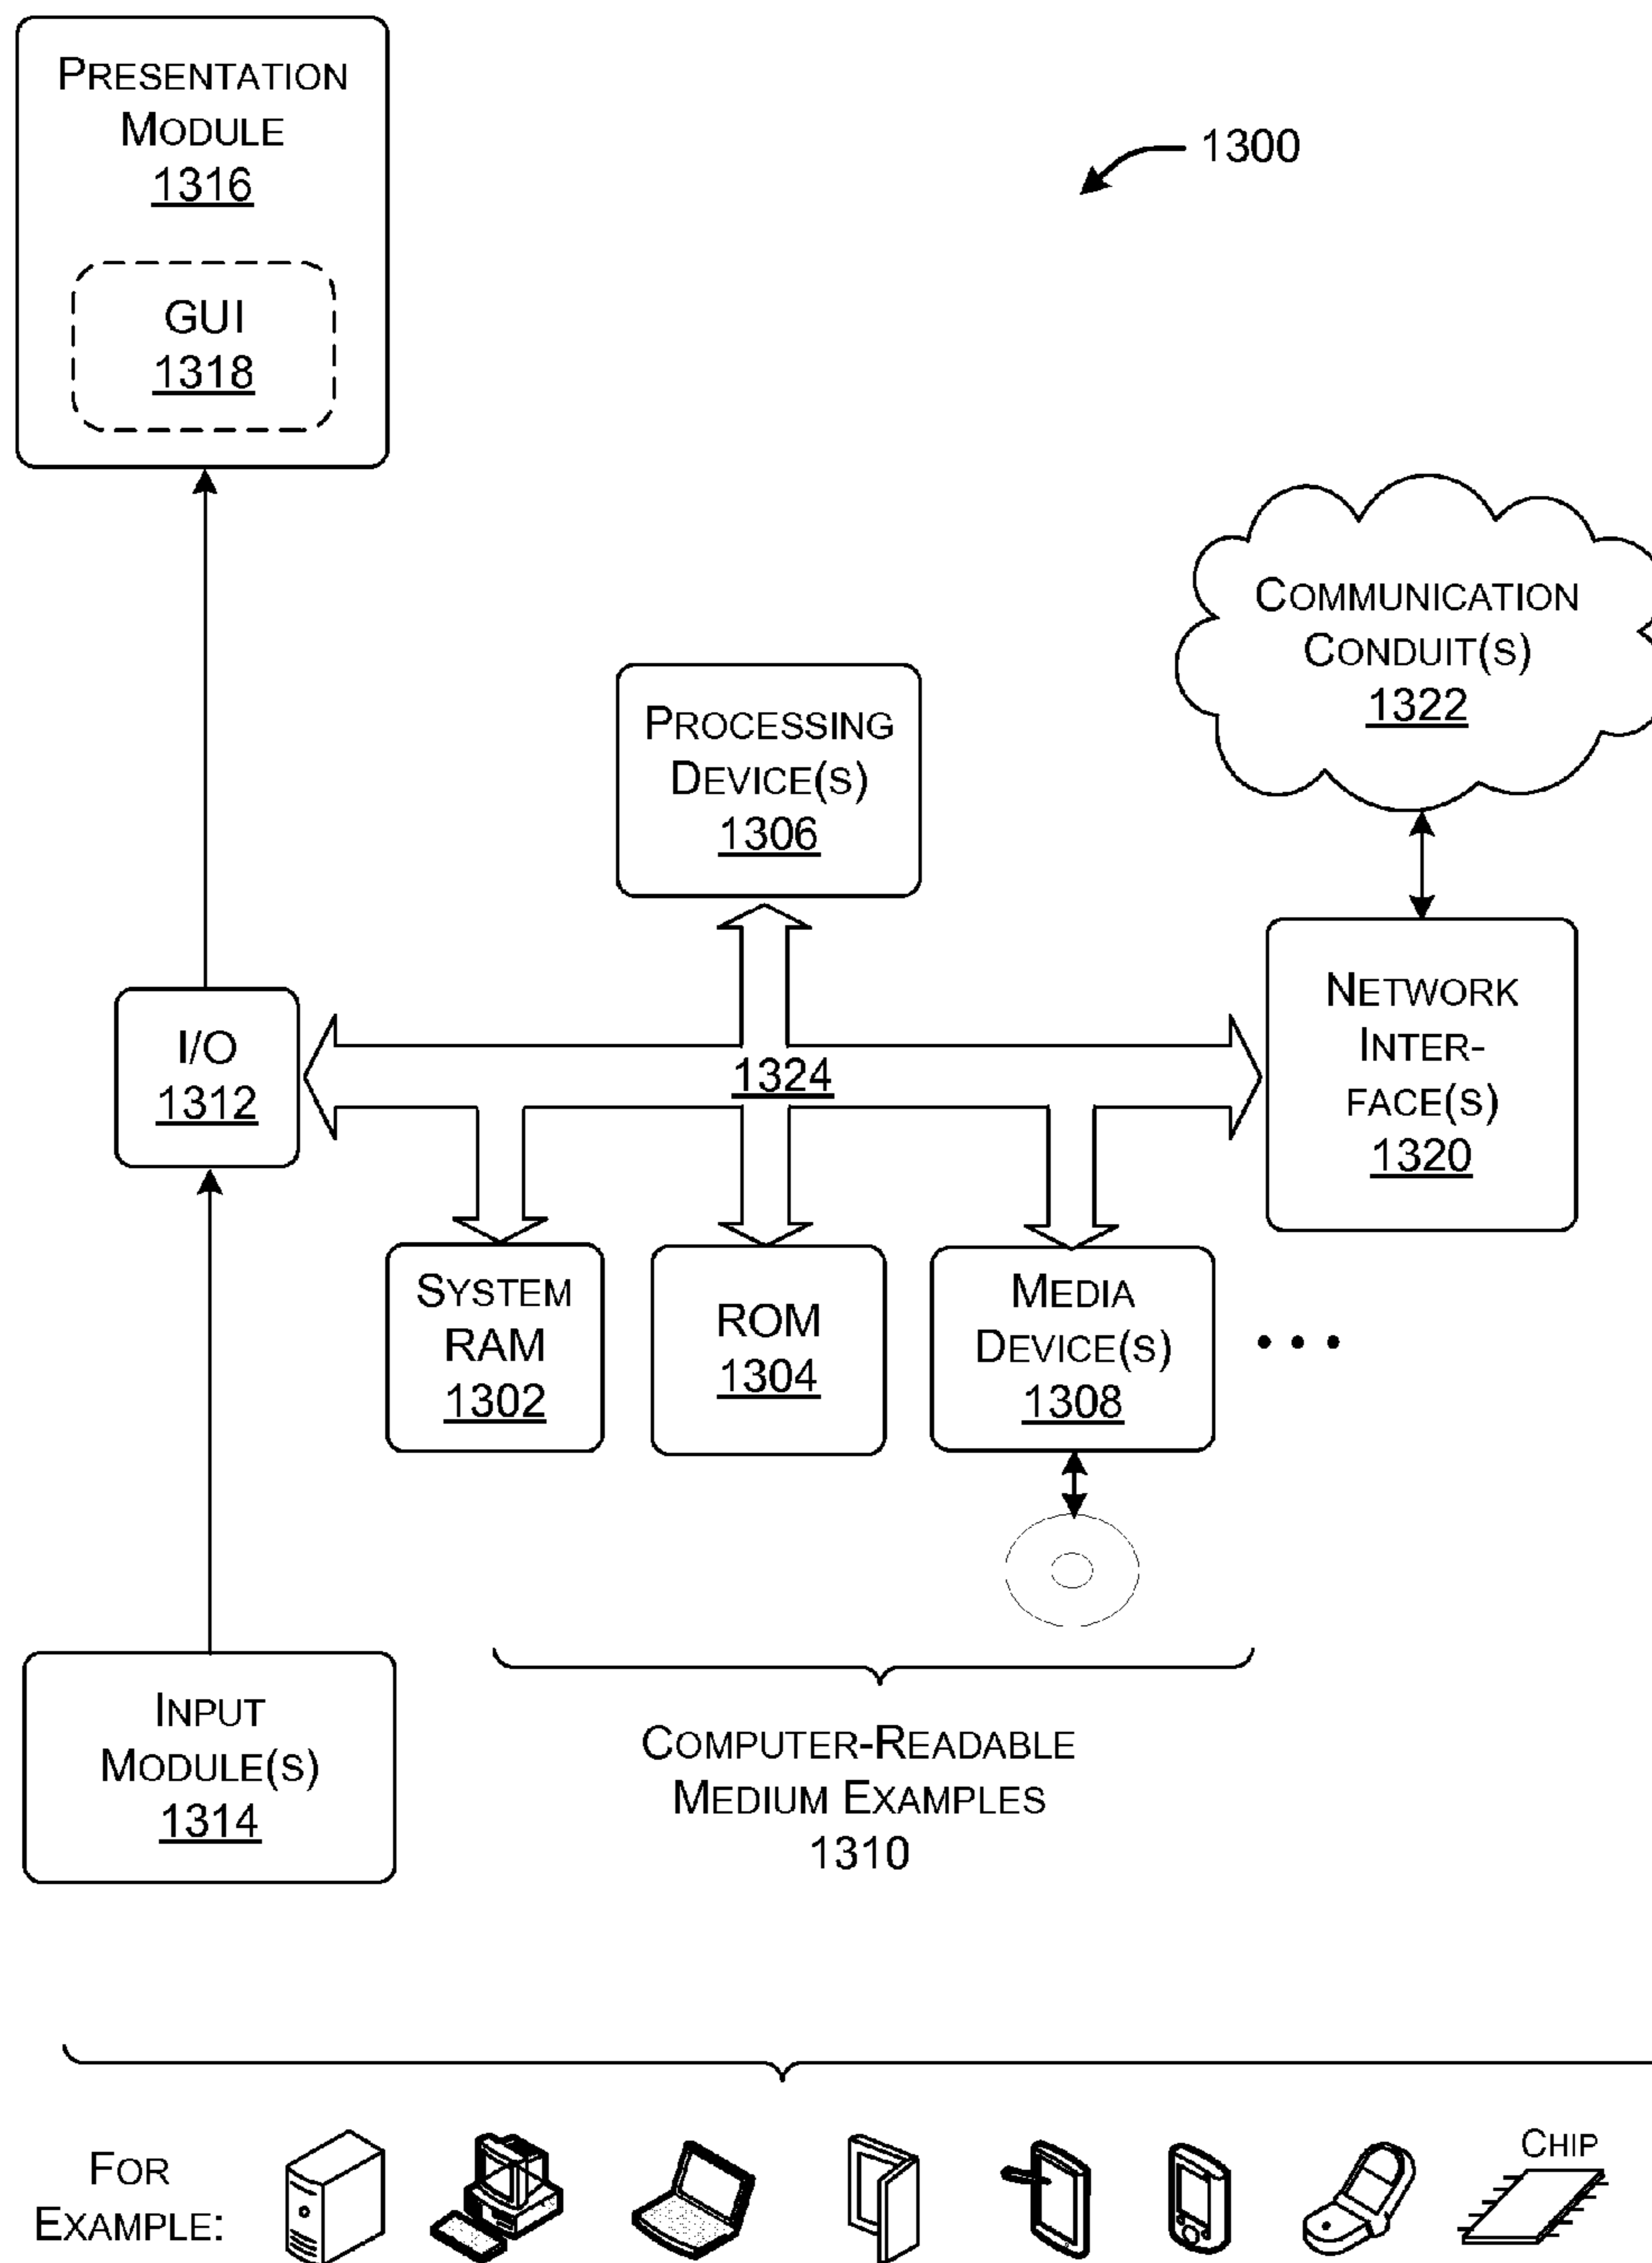 PRESENTATION
MODULE
1316
GUI
1318
1300
COMMUNICATION
CONDUIT(S)
1322
PROCESSING
DEVICE(S)
1306
NETWORK
INTER-
FACE(S)
1320
I/O
1312
1324
SYSTEM
RAM
1302
ROM
1304
MEDIA
DEVICE(S)
1308
• • •
INPUT
MODULE(S)
1314
COMPUTER-READABLE
MEDIUM EXAMPLES
1310
FOR
EXAMPLE:
CHIP